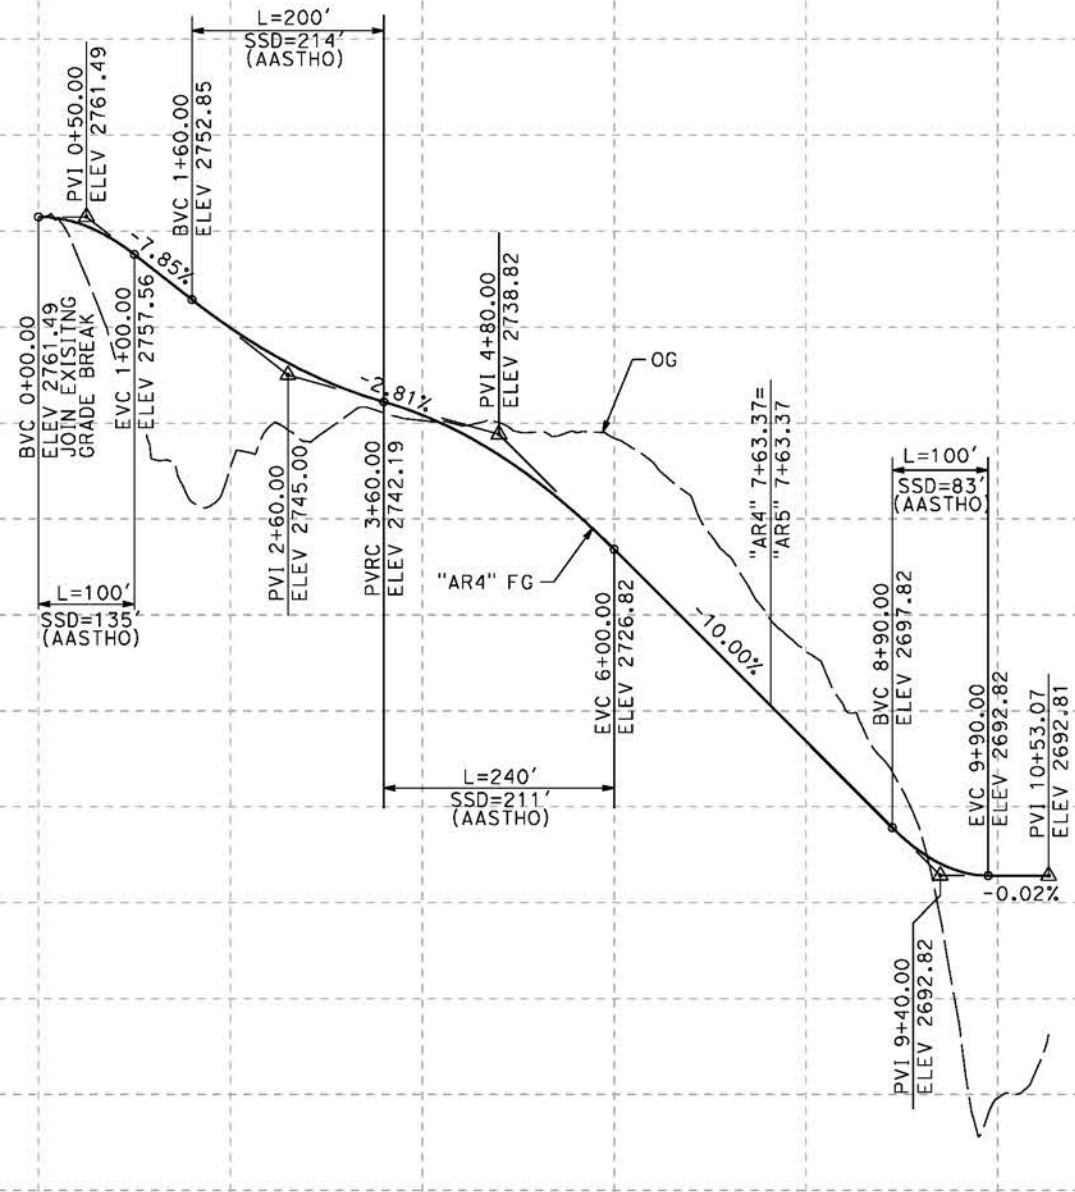 L=200'
SSD=214'
(AASTHO)
PVI 0+50.00
ELEV 2761.49
BVC 1+60.00
ELEV 2752.85
-7.85%
BVC 0+00.00
ELEV 2761.49
JOIN EXISITNG
GRADE BREAK
EVC 1+00.00
ELEV 2757.56
L=100'
SSD=135'
(AASTHO)
PVI 2+60.00
ELEV 2745.00
-2.81%
PVRC 3+60.00
ELEV 2742.19
PVI 4+80.00
ELEV 2738.82
OG
"AR4" FG
"AR4" 7+63.37=
"AR5" 7+63.37
L=100'
SSD=83'
(AASTHO)
EVC 6+00.00
ELEV 2726.82
-10.00%
L=240'
SSD=211'
(AASTHO)
BVC 8+90.00
ELEV 2697.82
EVC 9+90.00
ELEV 2692.82
PVI 10+53.07
ELEV 2692.81
-0.02%
PVI 9+40.00
ELEV 2692.82